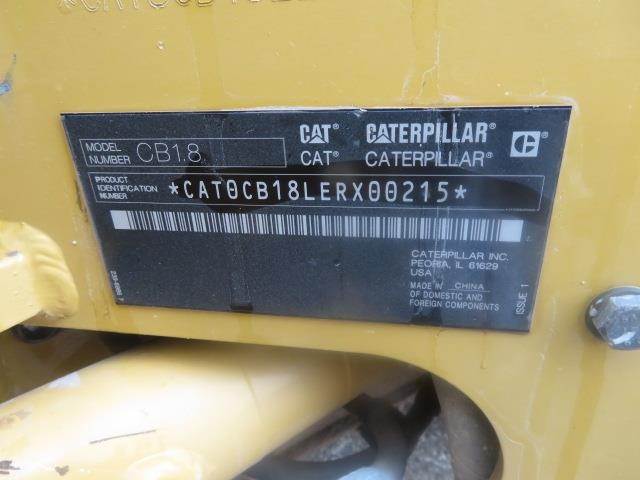 MODEL NUMBER CB1.8
CAT CATERPILLAR C
CAT® CATERPILLAR®
PRODUCT IDENTIFICATION NUMBER *CAT0CB18LERX00215*
CATERPILLAR INC.
PEORIA, IL 61629
USA
MADE IN CHINA
OF DOMESTIC AND
FOREIGN COMPONENTS
ISSUE 1